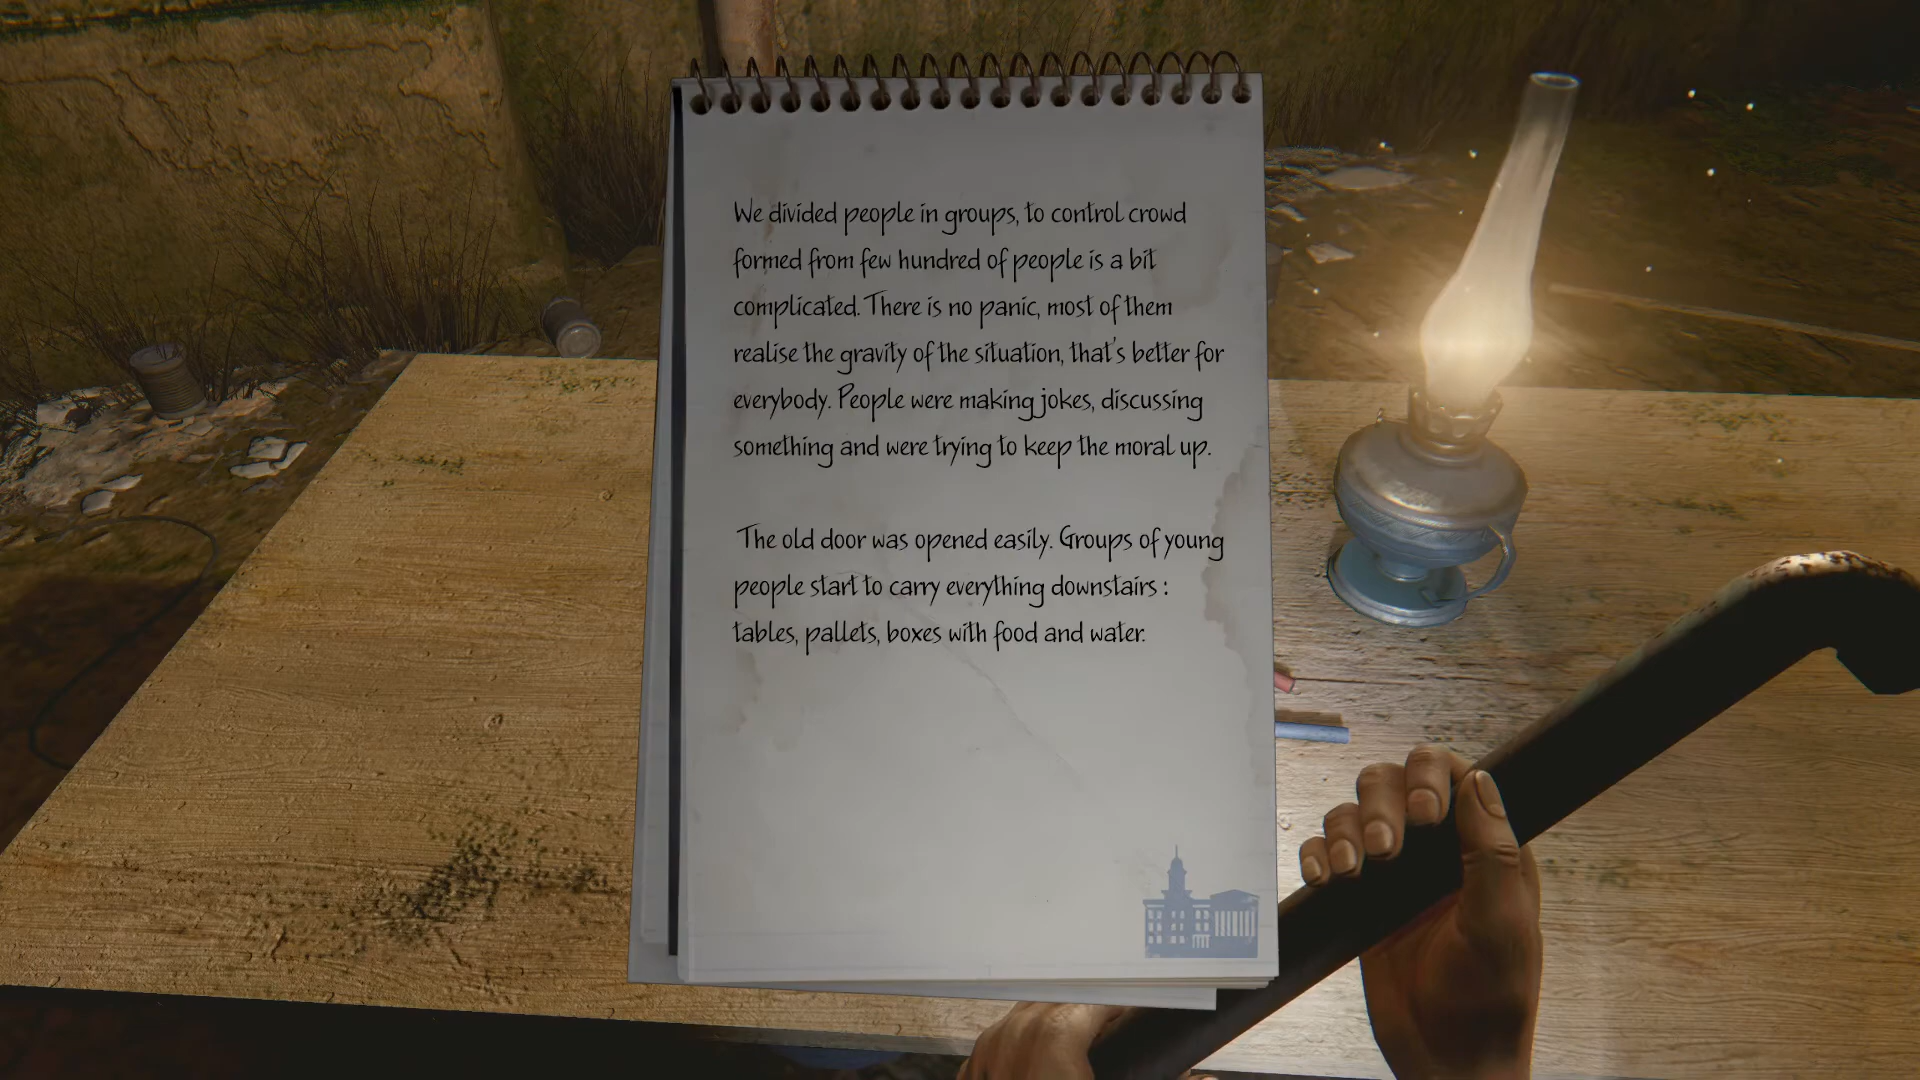 We divided people in groups, to control crowd
formed from few hundred of people is a bit
complicated. There is no panic, most of them
realise the gravity of the situation, that's better for
everybody. People were making jokes, discussing
something and were trying to keep the moral up.
The old door was opened easily. Groups of young
people start to carry everything downstairs :
tables, pallets, boxes with food and water.